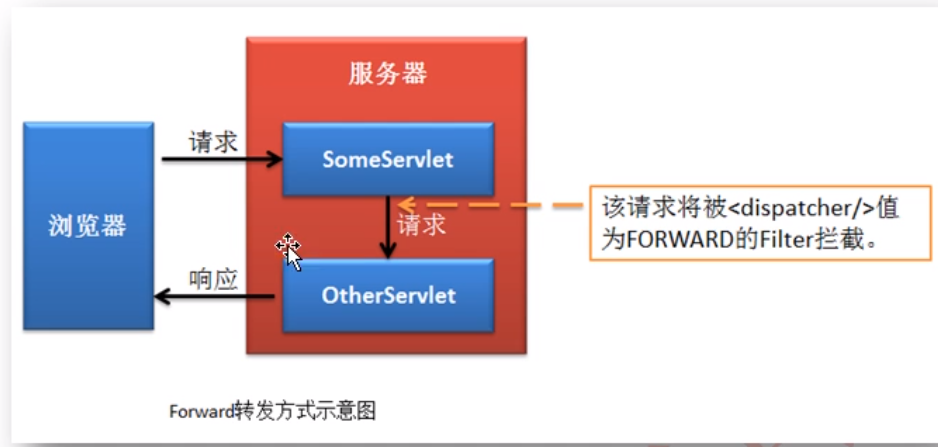 服务器
请求
SomeServlet
浏览器
请求
该请求将被<dispatcher/>值
为FORWARD的Filter拦截。
响应
OtherServlet
Forward转发方式示意图